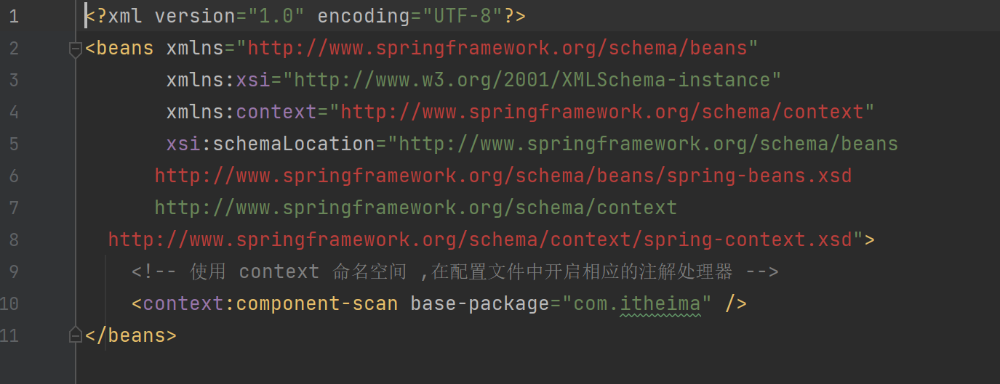 1 <?xml version="1.0" encoding="UTF-8"?>
2 <beans xmlns="http://www.springframework.org/schema/beans"
3 xmlns:xsi="http://www.w3.org/2001/XMLSchema-instance"
4 xmlns:context="http://www.springframework.org/schema/context"
5 xsi:schemaLocation="http://www.springframework.org/schema/beans
6 http://www.springframework.org/schema/beans/spring-beans.xsd
7 http://www.springframework.org/schema/context
8 http://www.springframework.org/schema/context/spring-context.xsd">
9 <!-- 使用 context 命名空间 ,在配置文件中开启相应的注解处理器 -->
10 <context:component-scan base-package="com.itheima" />
11 </beans>